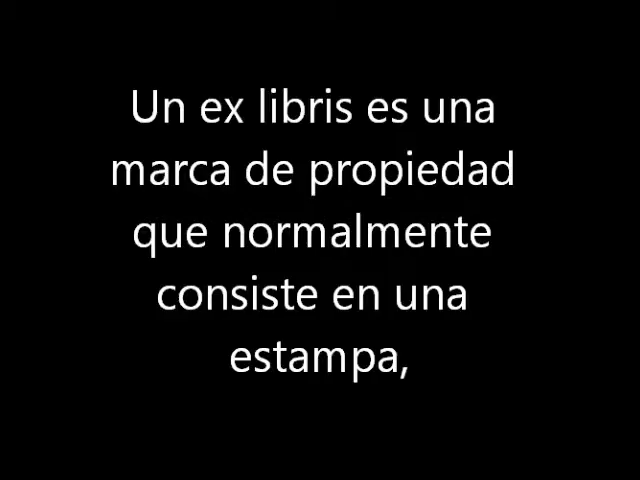 Un ex libris es una
marca de propiedad
que normalmente
consiste en una
estampa,